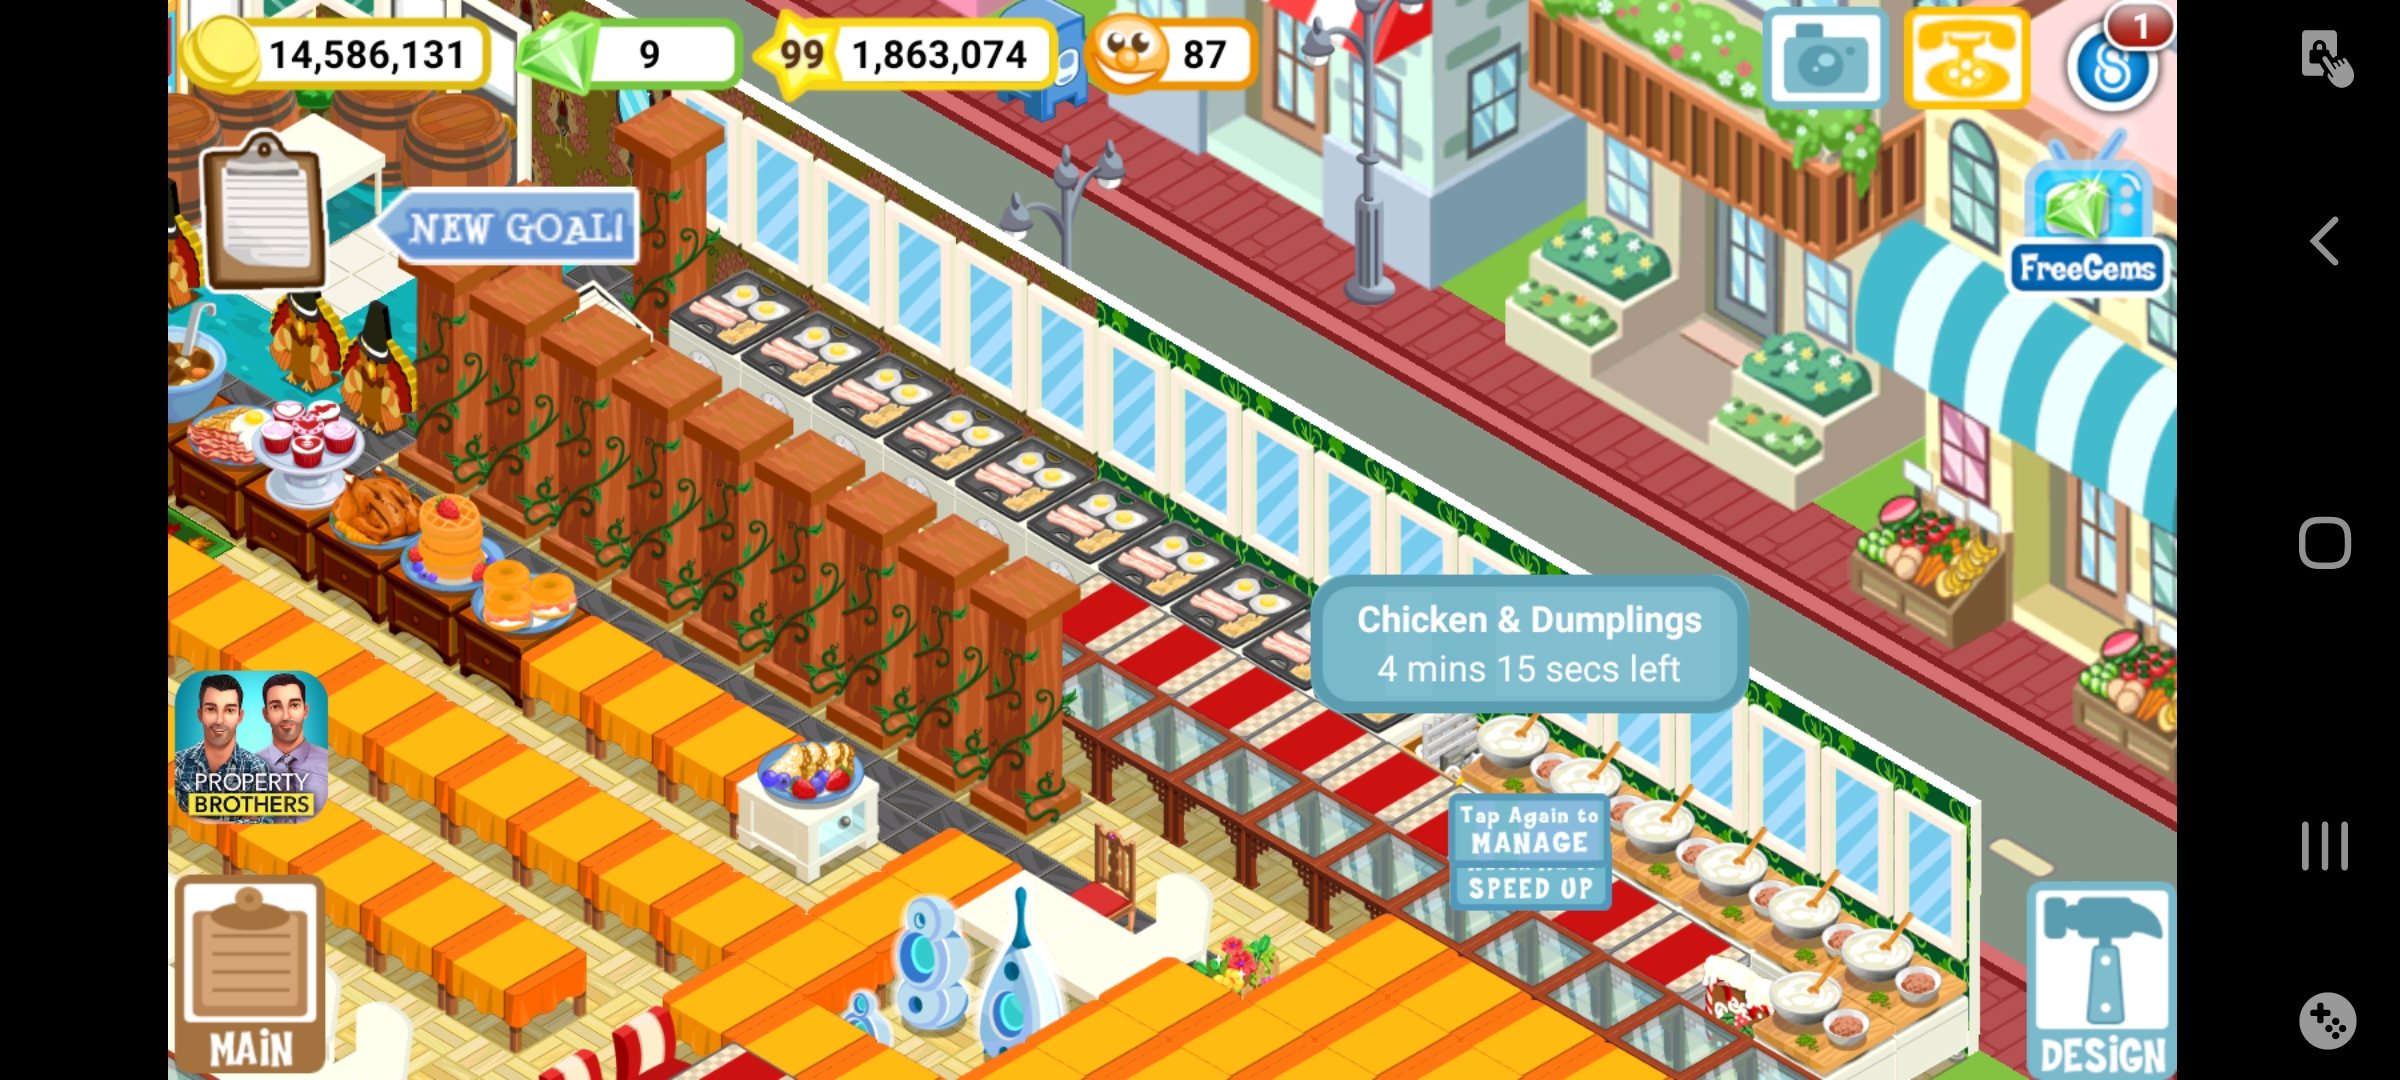 14,586,131
9
99
1,863,074
87
1
NEW GOAL!
FreeGems
Chicken & Dumplings
4 mins 15 secs left
PROPERTY
BROTHERS
Tap Again to
MANAGE
SPEED UP
MAIN
DESIGN